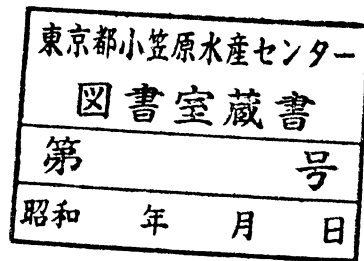 東京都小笠原水産センター
図書室蔵書
第　　　号
昭和　年　月　日